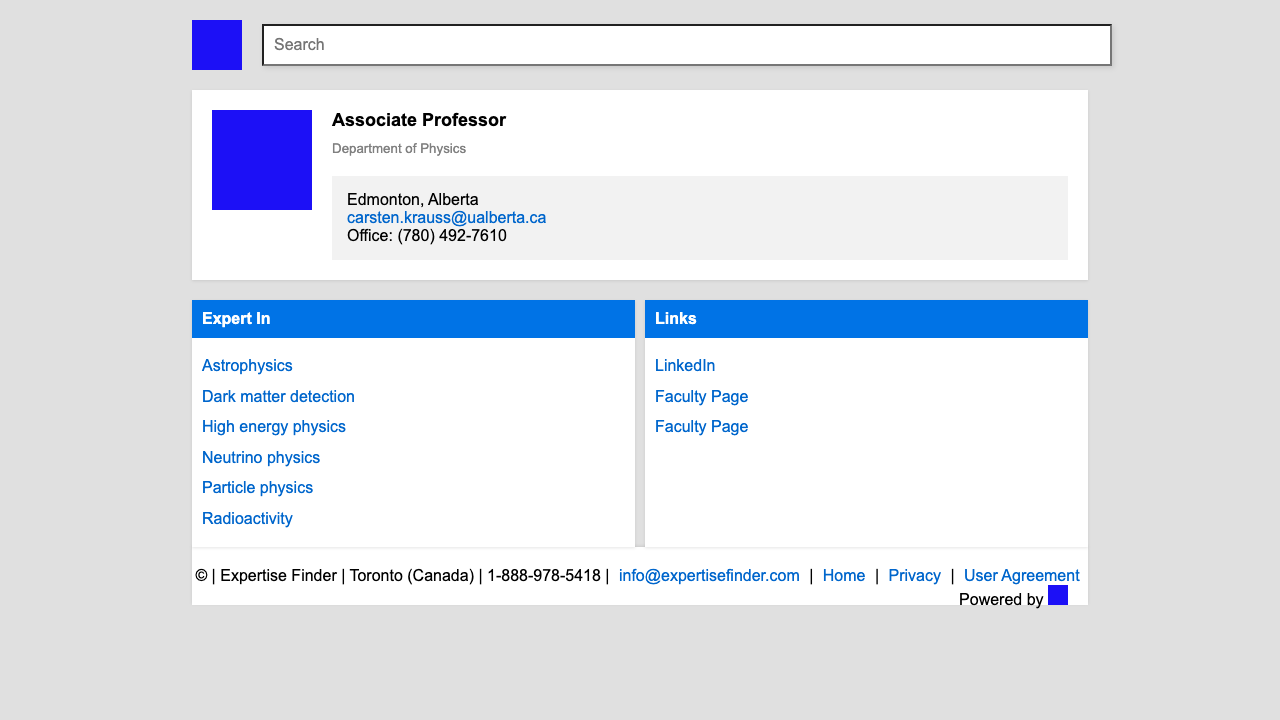 Search
Associate Professor
Department of Physics
Edmonton, Alberta
carsten.krauss@ualberta.ca
Office: (780) 492-7610
Expert In
Astrophysics
Dark matter detection
High energy physics
Neutrino physics
Particle physics
Radioactivity
Links
LinkedIn
Faculty Page
Faculty Page
© | Expertise Finder | Toronto (Canada) | 1-888-978-5418 | info@expertisefinder.com | Home | Privacy | User Agreement
Powered by